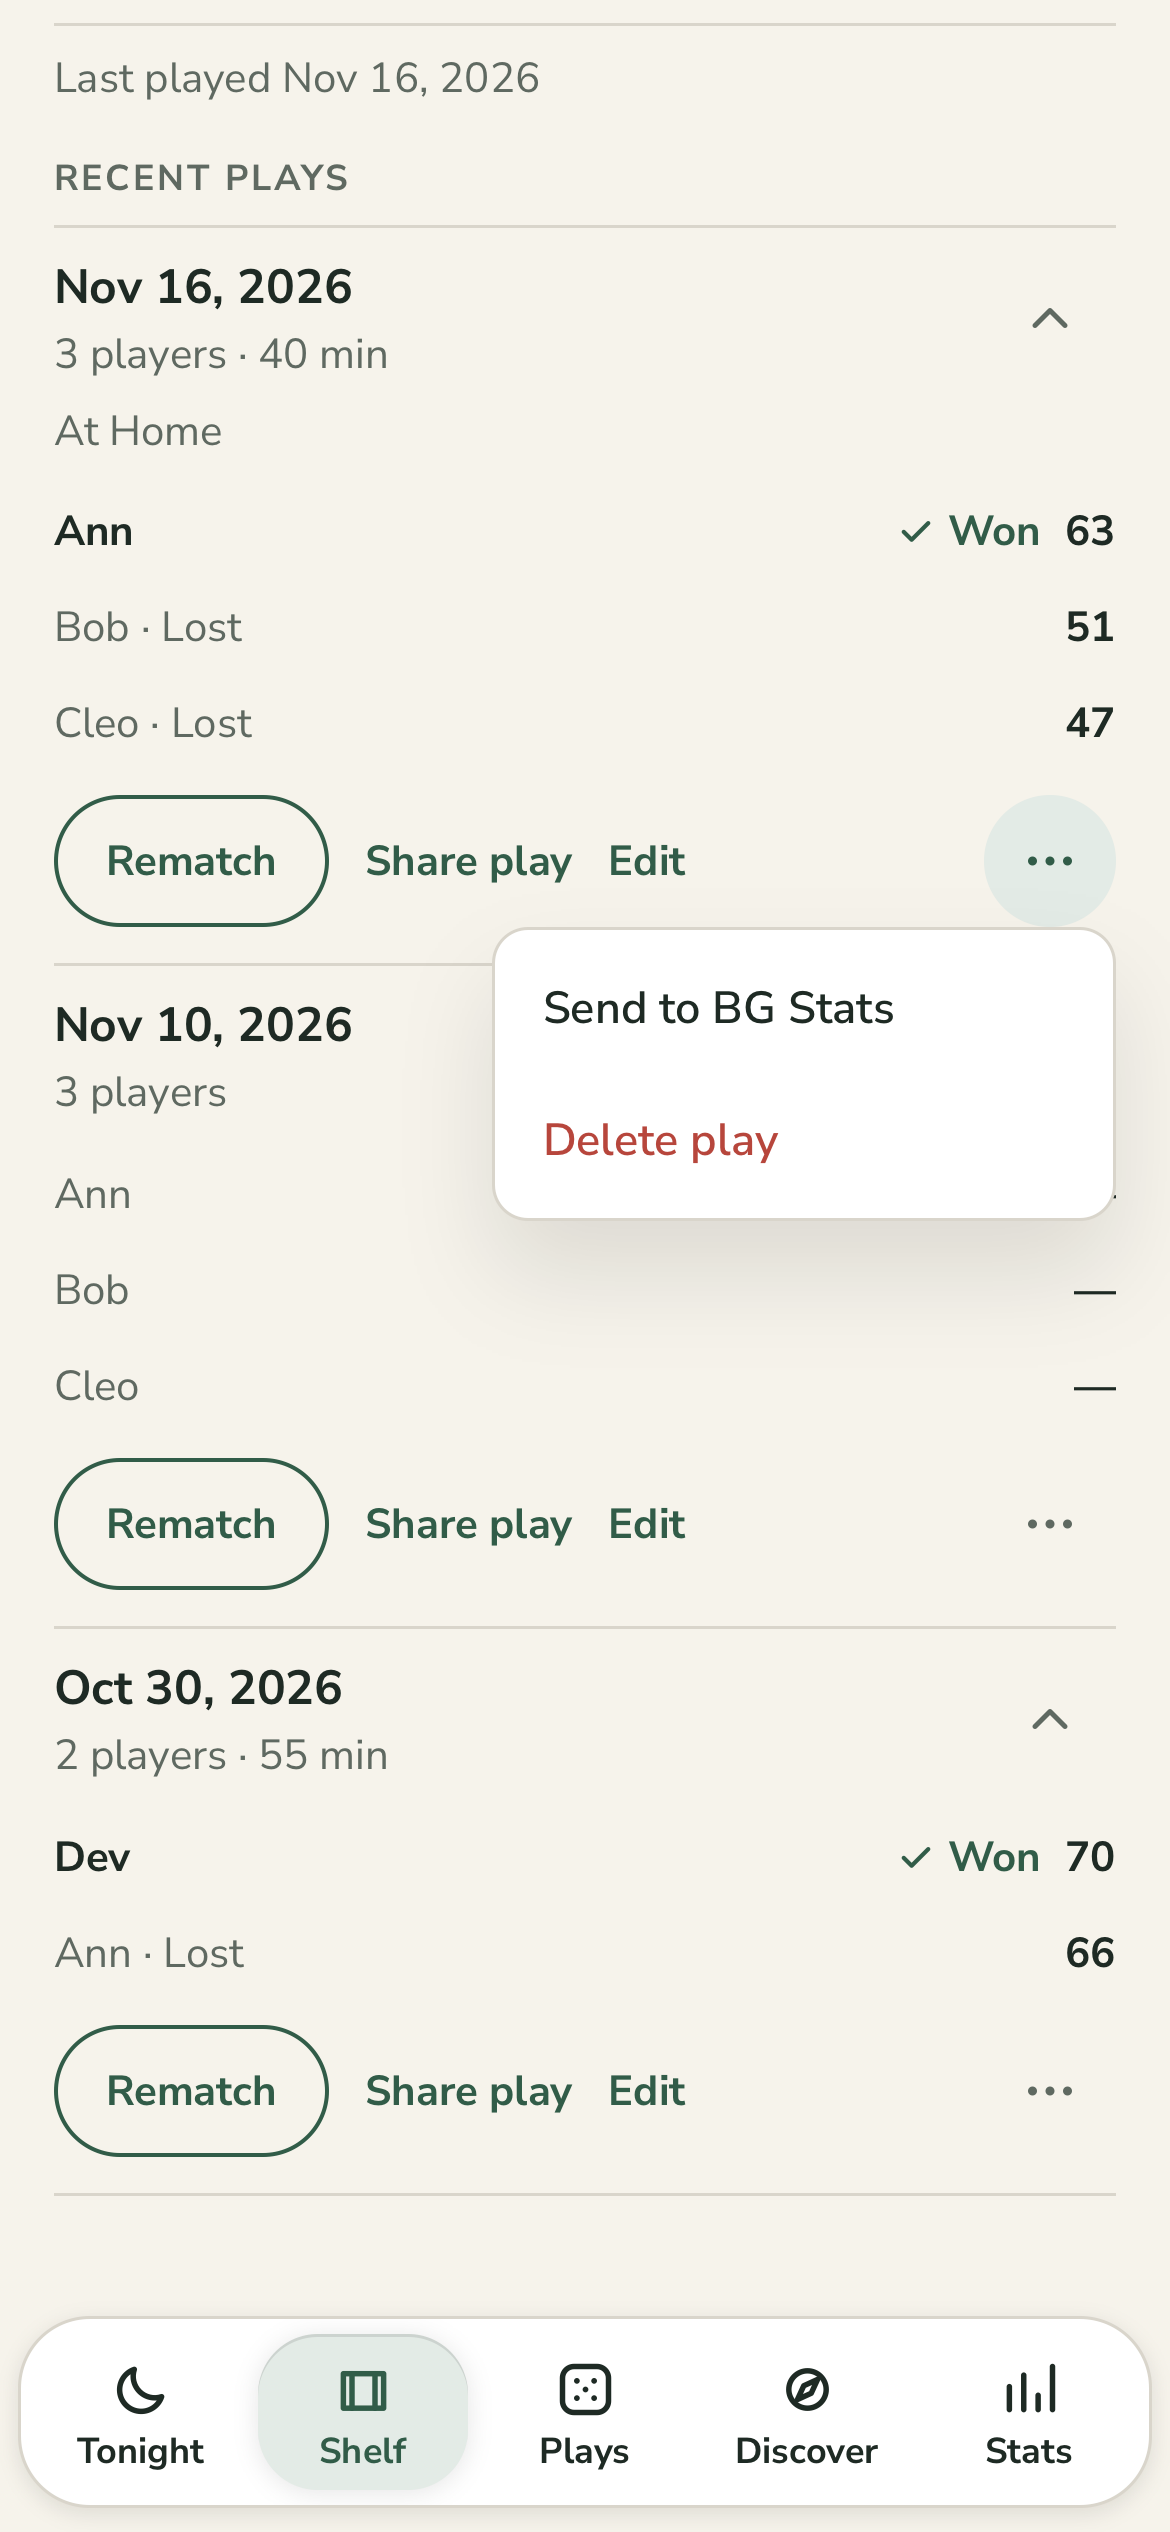 Last played Nov 16, 2026
RECENT PLAYS
Nov 16, 2026
3 players · 40 min
At Home
Ann ✓ Won 63
Bob · Lost 51
Cleo · Lost 47
Rematch Share play Edit
Send to BG Stats
Delete play
Nov 10, 2026
3 players
Ann
Bob —
Cleo —
Rematch Share play Edit
Oct 30, 2026
2 players · 55 min
Dev ✓ Won 70
Ann · Lost 66
Rematch Share play Edit
Tonight Shelf Plays Discover Stats